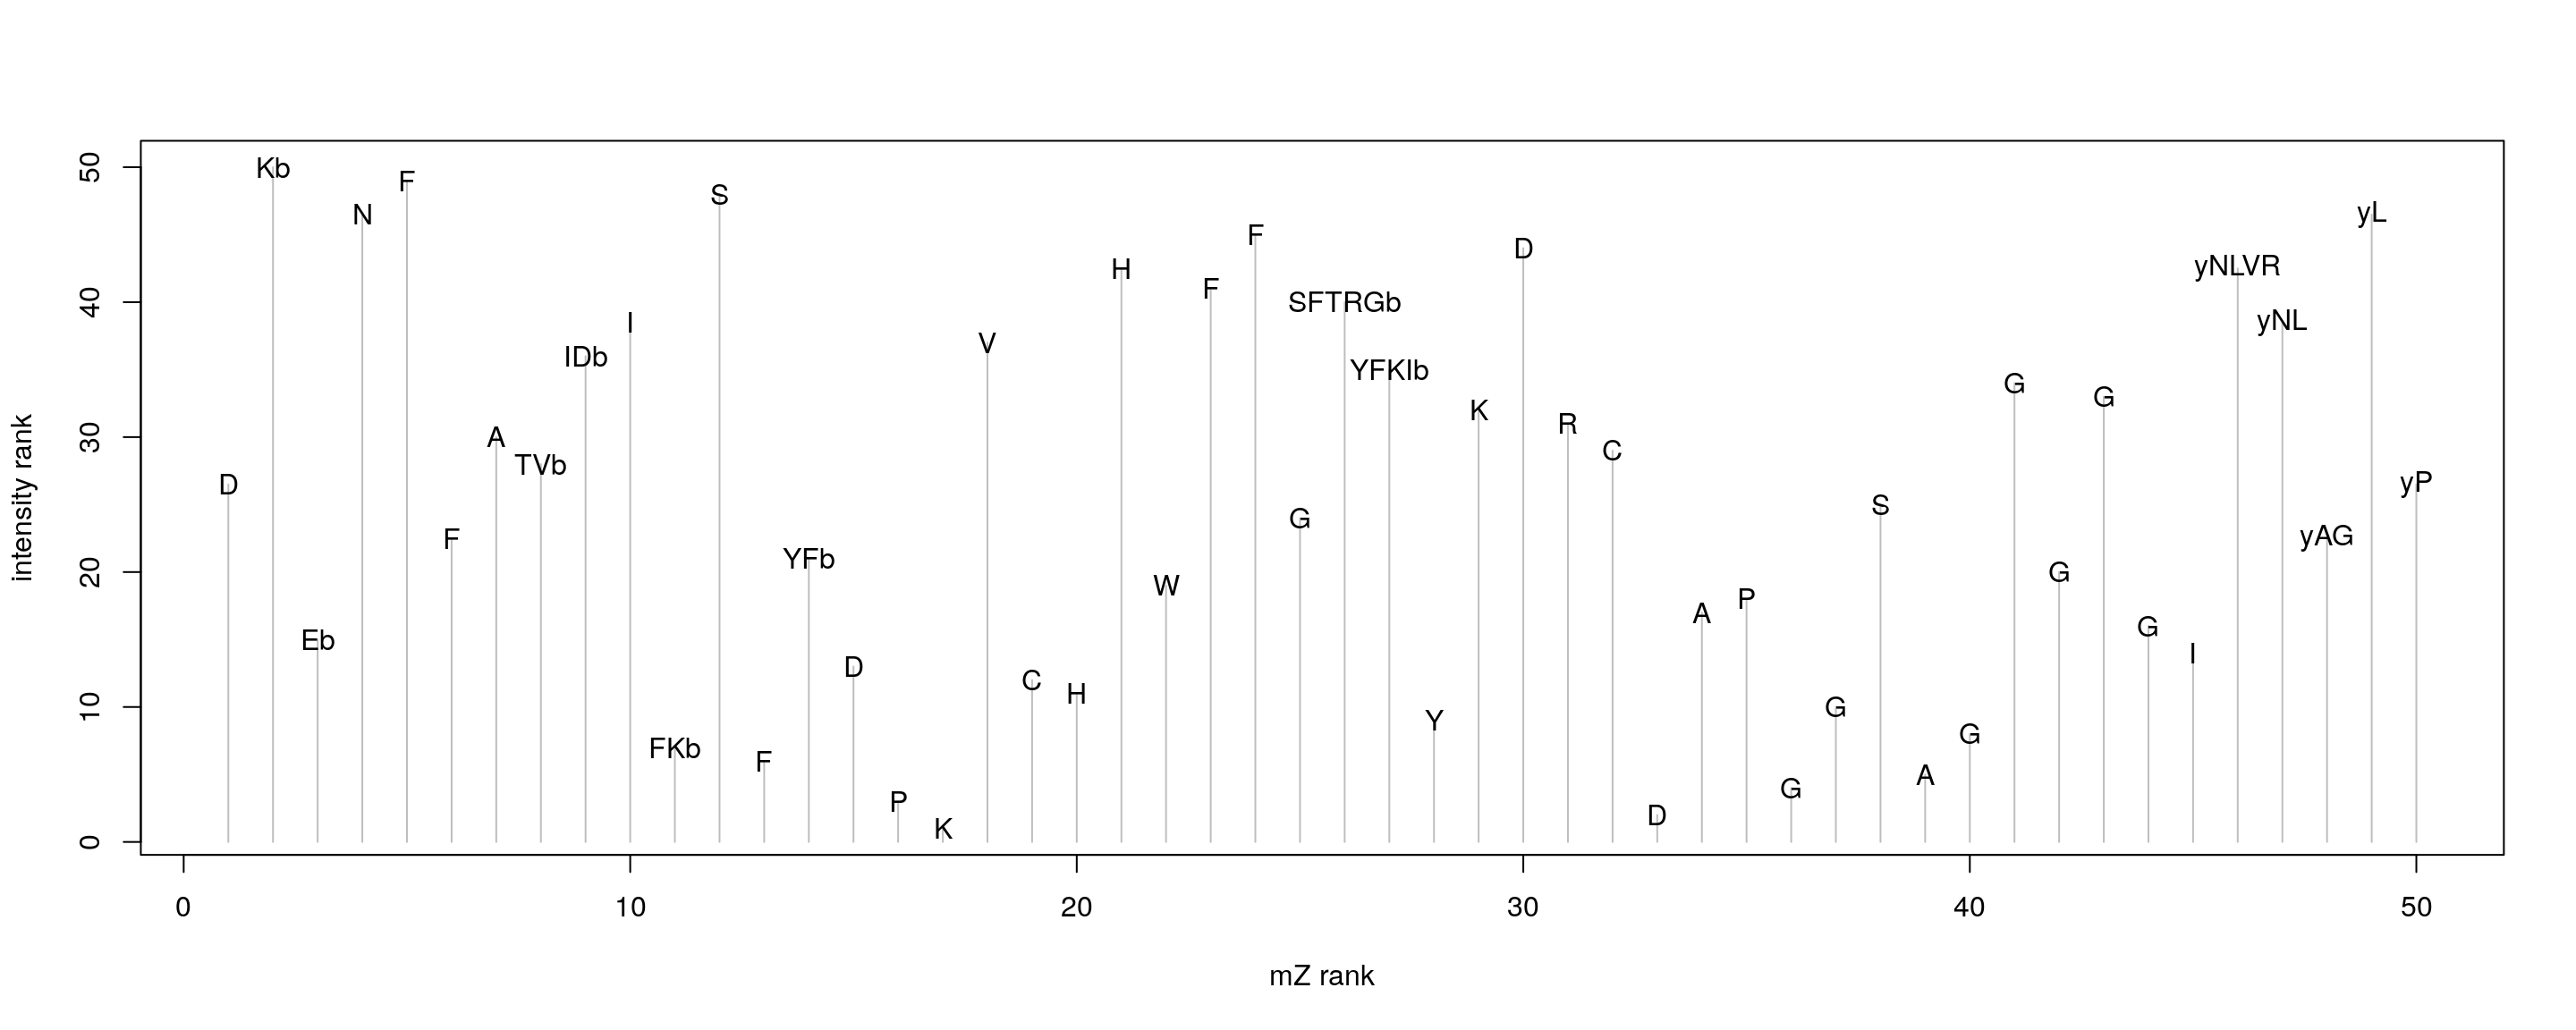 50
40
30
20
10
0
intensity rank
D
Kb
Eb
N
F
F
A
TVb
IDb
I
FKb
S
F
YFb
D
P
K
V
C
H
H
W
F
F
G
SFTRGb
YFKIb
Y
K
D
R
C
D
A
P
G
G
S
A
G
G
G
G
G
I
yNLVR
yNL
yAG
yL
yP
0
10
20
30
40
50
mZ rank